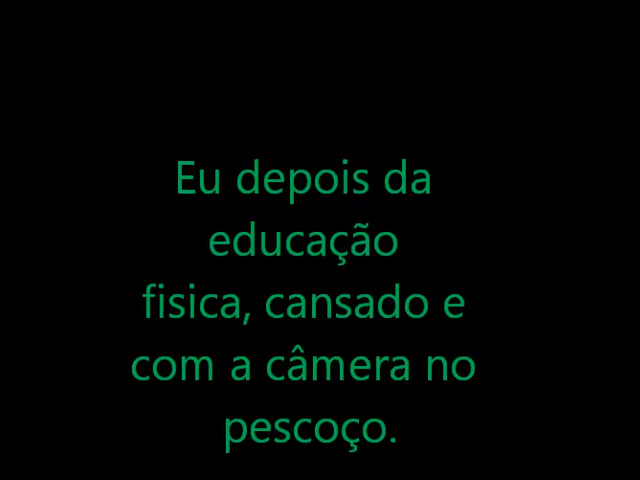 Eu depois da
educação
fisica, cansado e
com a câmera no
pescoço.